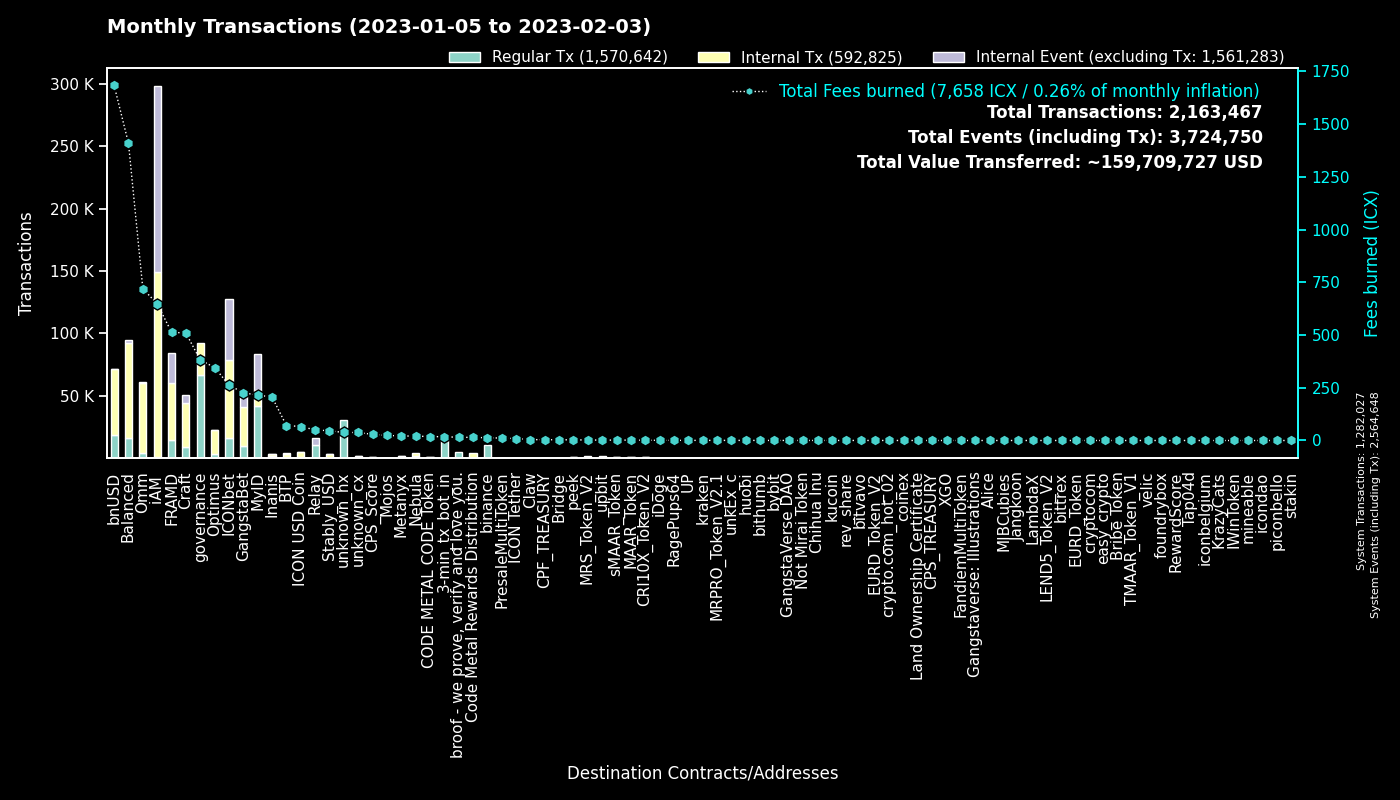 Monthly Transactions (2023-01-05 to 2023-02-03)
Regular Tx (1,570,642)
Internal Tx (592,825)
Internal Event (excluding Tx: 1,561,283)
Total Fees burned (7,658 ICX / 0.26% of monthly inflation)
Total Transactions: 2,163,467
Total Events (including Tx): 3,724,750
Total Value Transferred: ~159,709,727 USD
300 K
250 K
200 K
150 K
100 K
50 K
Transactions
1750
1500
1250
1000
750
500
250
0
Fees burned (ICX)
System Transactions: 1,282,027
System Events (including Tx): 2,564,648
bnUSD
Balanced
Omm
iAM
FRAMD
Craft
governance
Optimus
ICONbet
GangstaBet
MyID
Inanis
BTP
ICON USD Coin
Relay
Stably_USD
unknown_hx
unknown_cx
CPS_Score
Mojos
Metanyx
Nebula
CODE METAL CODE Token
3-min_tx_bot_in
broof - we prove, verify and love you.
Code Metal Rewards Distribution
binance
PresaleMultiToken
ICON Tether
Claw
CPF_TREASURY
Bridge
peek
MRS_Token_V2
upbit
sMAAR_Token
MAAR_Token
CRI10X_Token_V2
iDoge
RagePups64
UP
kraken
MRPRO_Token_V2.1
unkEx_c
huobi
bithumb
bybit
GangstaVerse_DAO
Not Mirai Token
Chihua Inu
kucoin
rev_share
bitvavo
EURD_Token_V2
crypto.com_hot_02
coinex
Land Ownership Certificate
CPS_TREASURY
XGO
FandiemMultiToken
Gangstaverse: Illustrations
Alice
MIBCubies
Jangkoon
LambdaX
LEND5_Token_V2
bittrex
EURD_Token
cryptocom
easy_crypto
Bribe Token
TMAAR_Token_V1
velic
foundrybox
RewardScore
Tap04d
iconbergium
KrazyCats
IWinToken
mineable
icondao
piconbello
stakin
Destination Contracts/Addresses